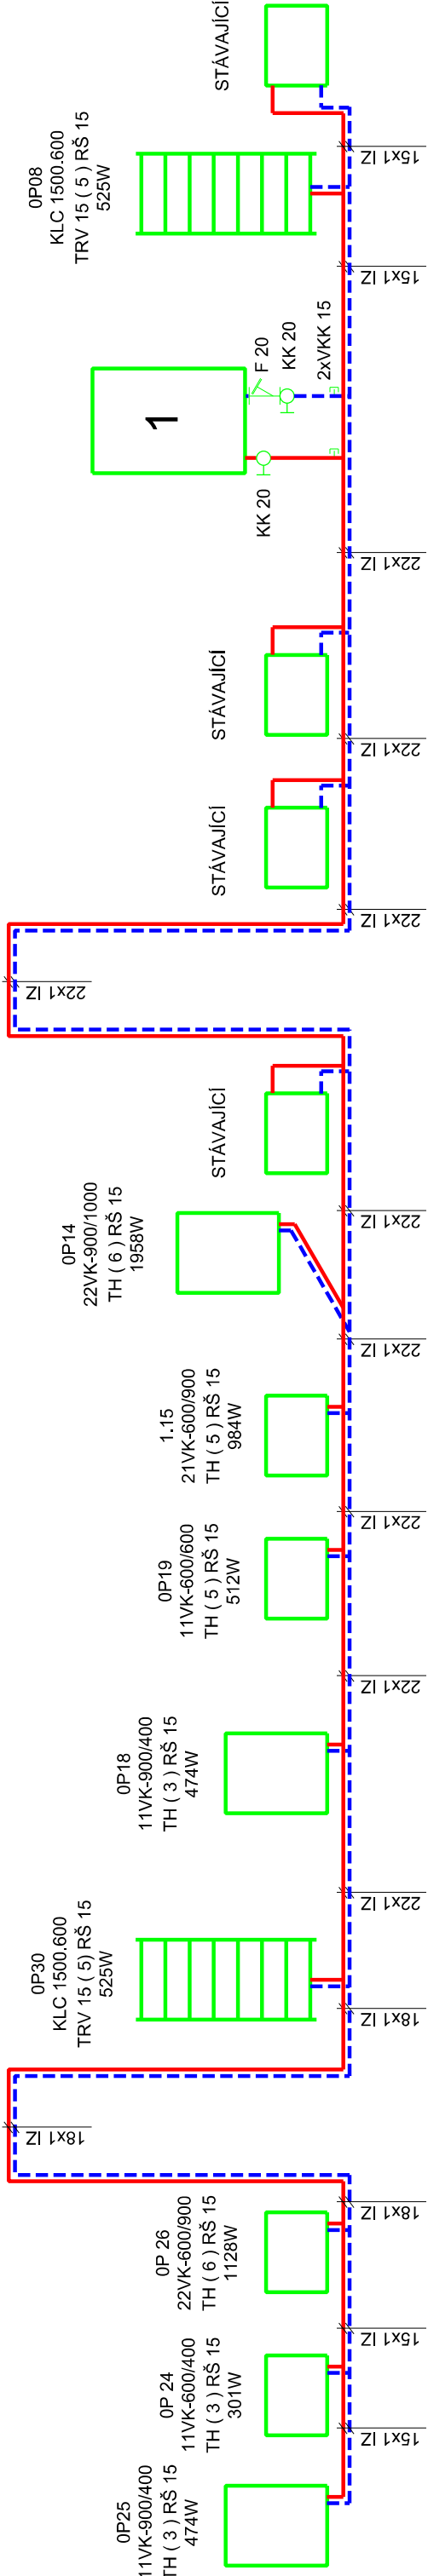 STÁVAJÍCÍ
15x1 IZ
0P08
KLC 1500.600
TRV 15 ( 5 ) RŠ 15
525W
15x1 IZ
1
F 20
KK 20
2xVKK 15
KK 20
22x1 IZ
STÁVAJÍCÍ
22x1 IZ
STÁVAJÍCÍ
22x1 IZ
22x1 IZ
STÁVAJÍCÍ
22x1 IZ
0P14
22VK-900/1000
TH ( 6 ) RŠ 15
1958W
22x1 IZ
1.15
21VK-600/900
TH ( 5 ) RŠ 15
984W
22x1 IZ
0P19
11VK-600/600
TH ( 5 ) RŠ 15
512W
22x1 IZ
0P18
11VK-900/400
TH ( 3 ) RŠ 15
474W
22x1 IZ
0P30
KLC 1500.600
TRV 15 ( 5) RŠ 15
525W
18x1 IZ
18x1 IZ
18x1 IZ
0P 26
22VK-600/900
TH ( 6 ) RŠ 15
1128W
15x1 IZ
0P 24
11VK-600/400
TH ( 3 ) RŠ 15
301W
15x1 IZ
0P25
11VK-900/400
TH ( 3 ) RŠ 15
474W